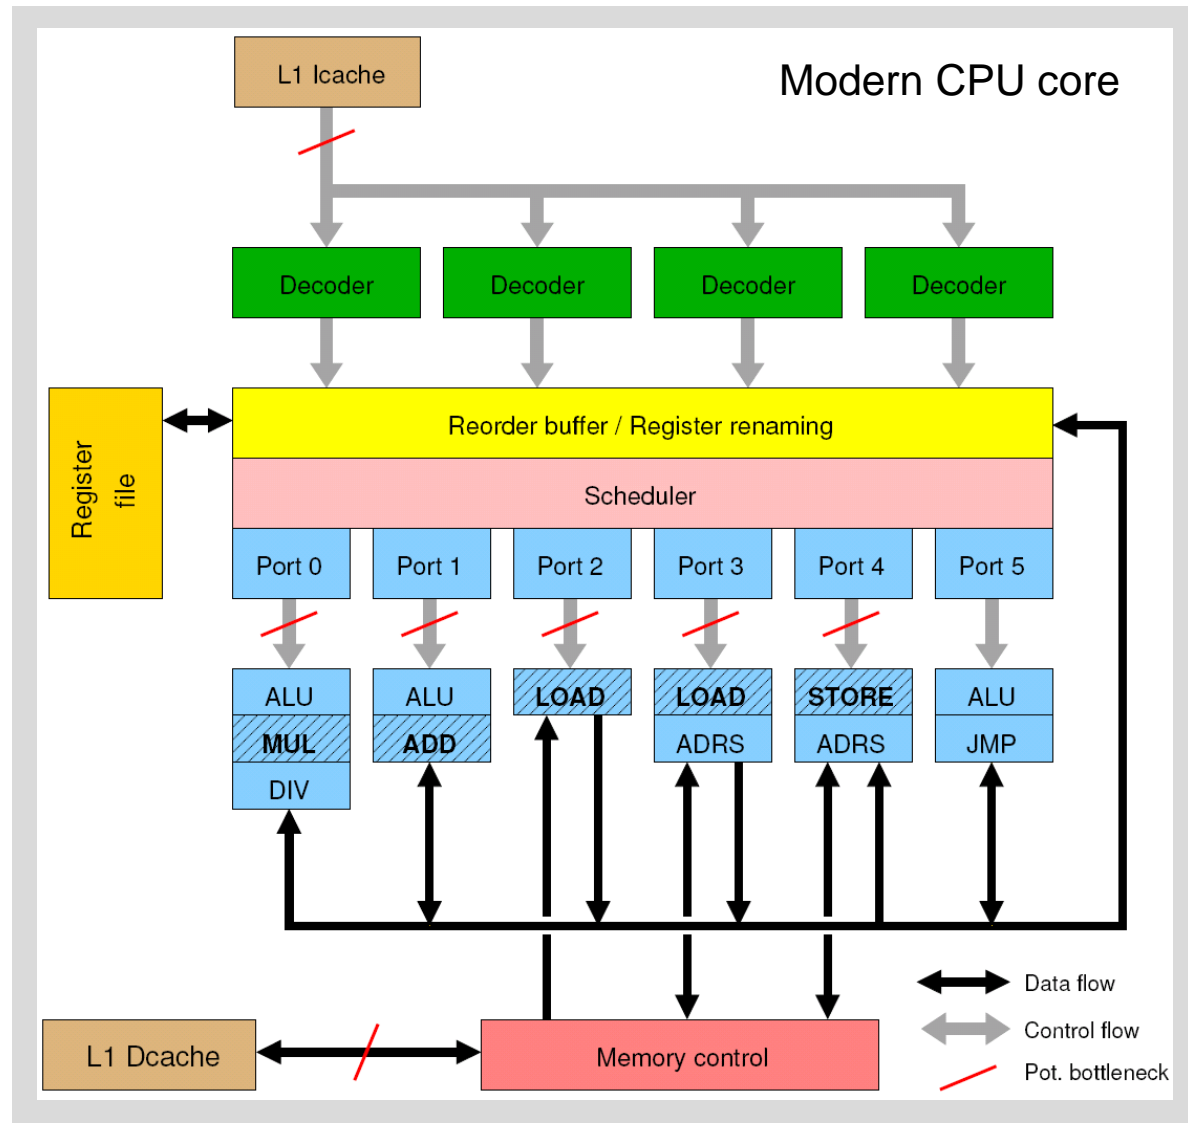 L1 Icache
Modern CPU core
Decoder
Decoder
Decoder
Decoder
Register
file
Reorder buffer / Register renaming
Scheduler
Port 0
Port 1
Port 2
Port 3
Port 4
Port 5
ALU
MUL
DIV
ALU
ADD
LOAD
LOAD
ADRS
STORE
ADRS
ALU
JMP
L1 Dcache
Memory control
Data flow
Control flow
Pot. bottleneck